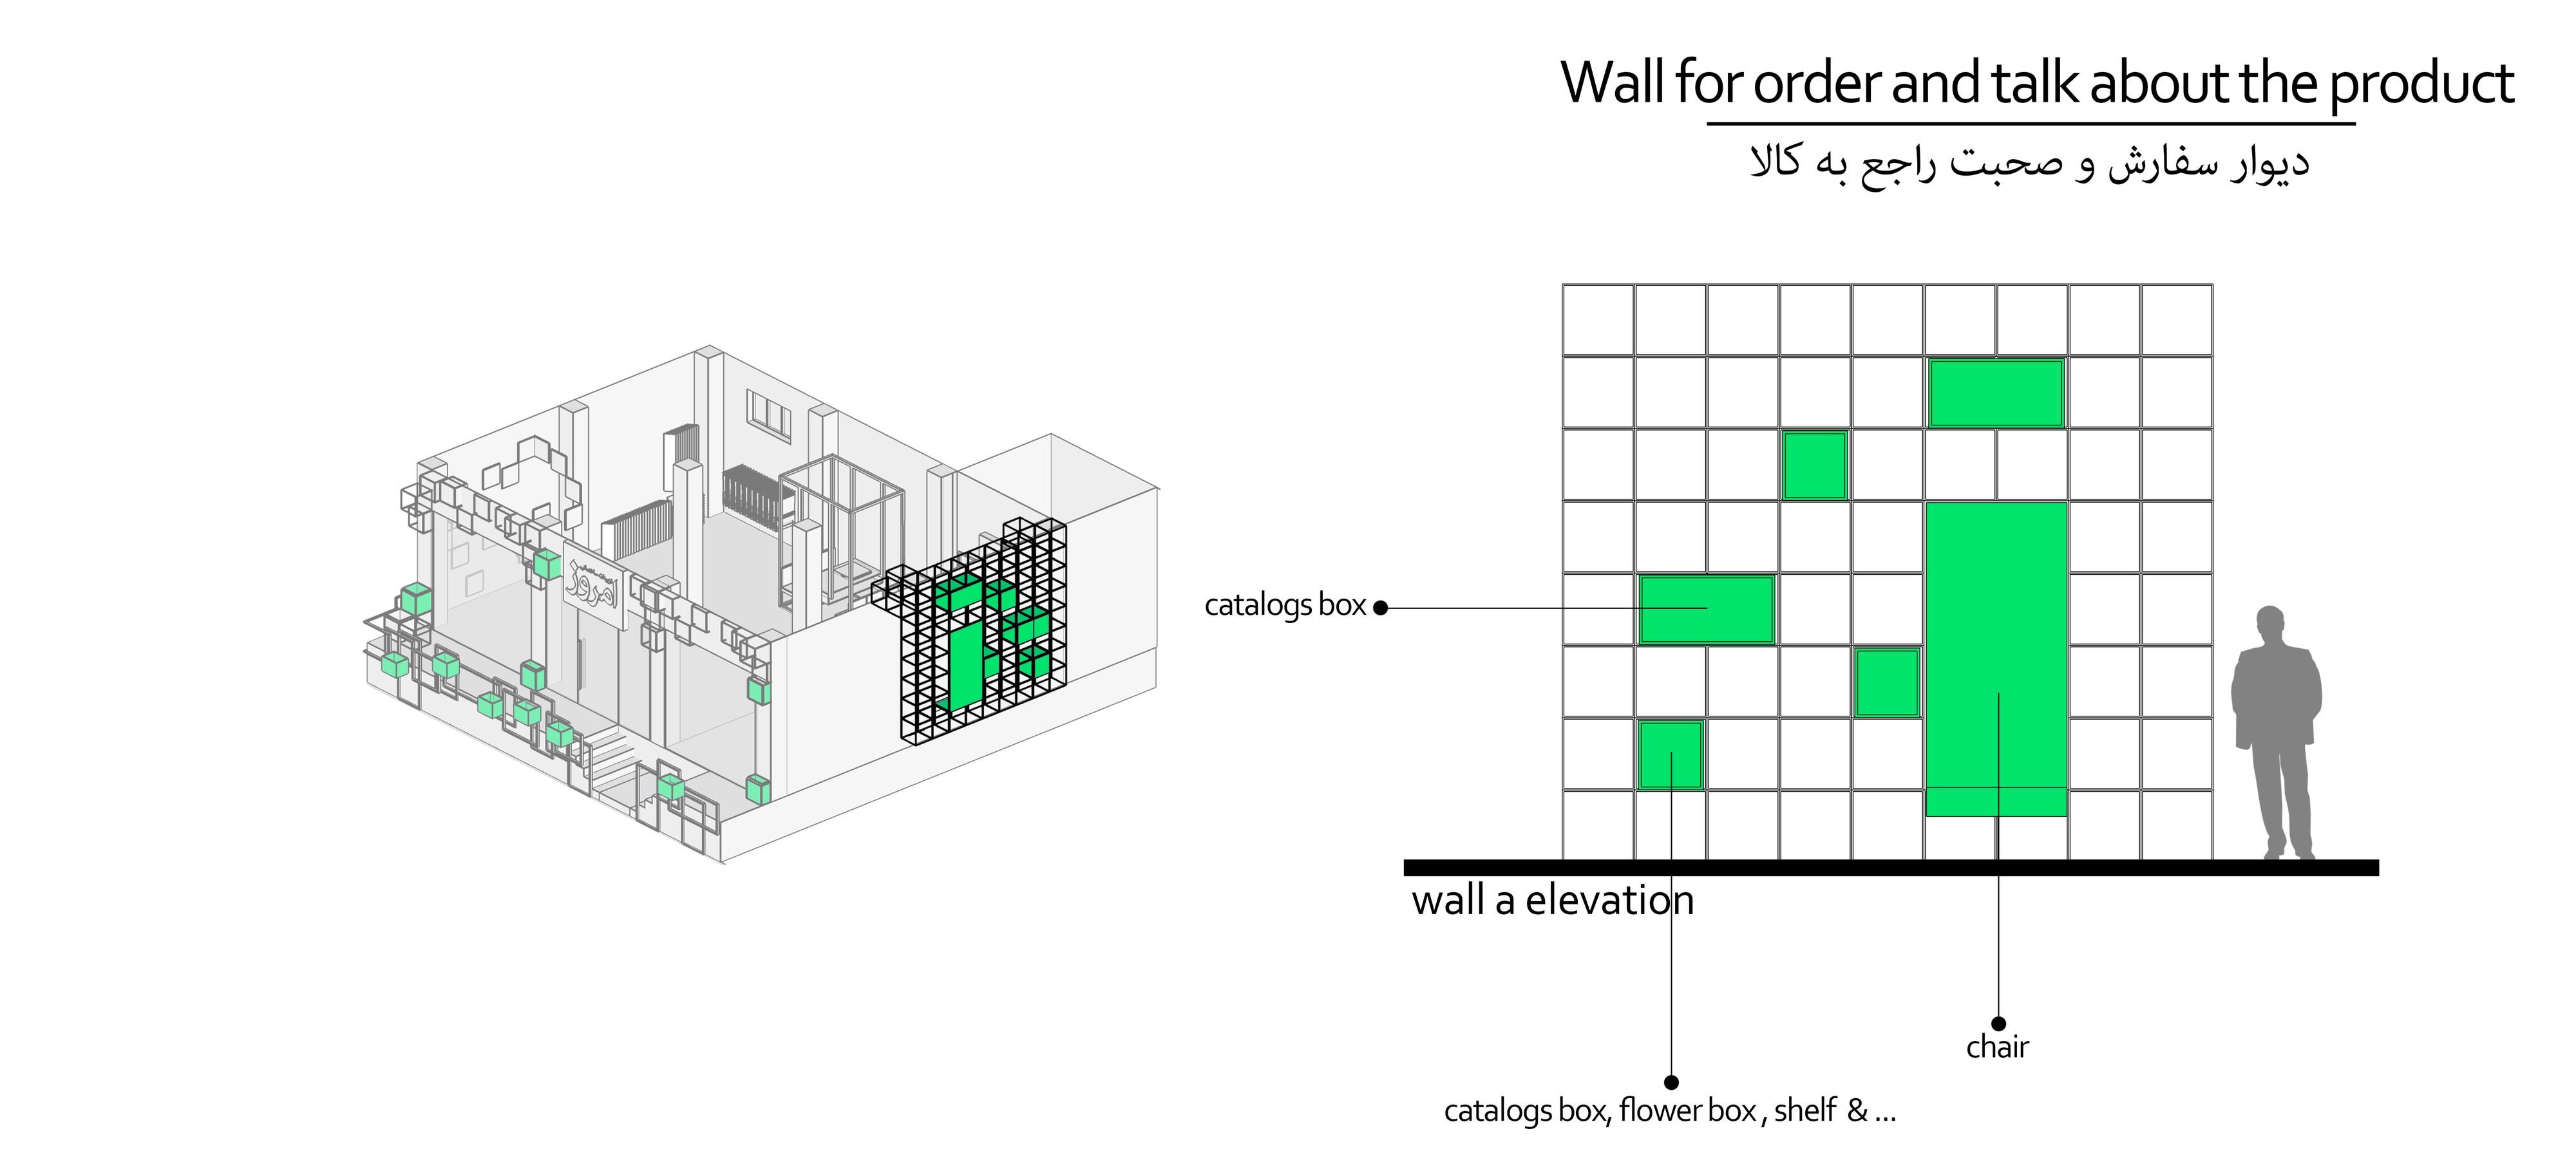 Wall for order and talk about the product
دیوار سفارش و صحبت راجع به کالا
امروز
catalogs box
wall a elevation
chair
catalogs box, flower box , shelf & ...